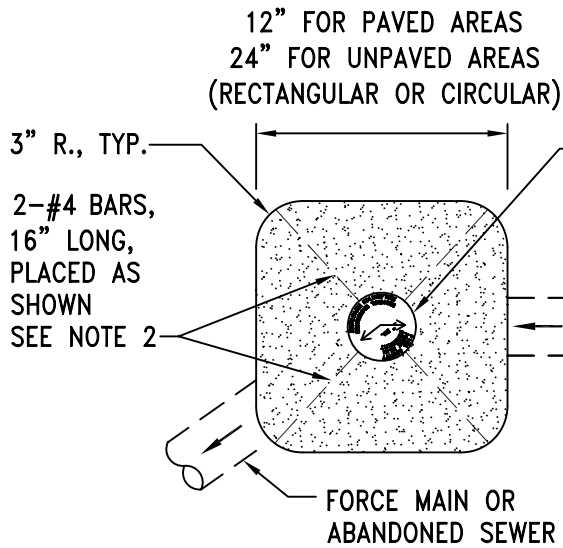 12” FOR PAVED AREAS
24” FOR UNPAVED AREAS
(RECTANGULAR OR CIRCULAR)
3” R., TYP.
2-#4 BARS,
16” LONG,
PLACED AS
SHOWN
SEE NOTE 2
FORCE MAIN OR
ABANDONED SEWER